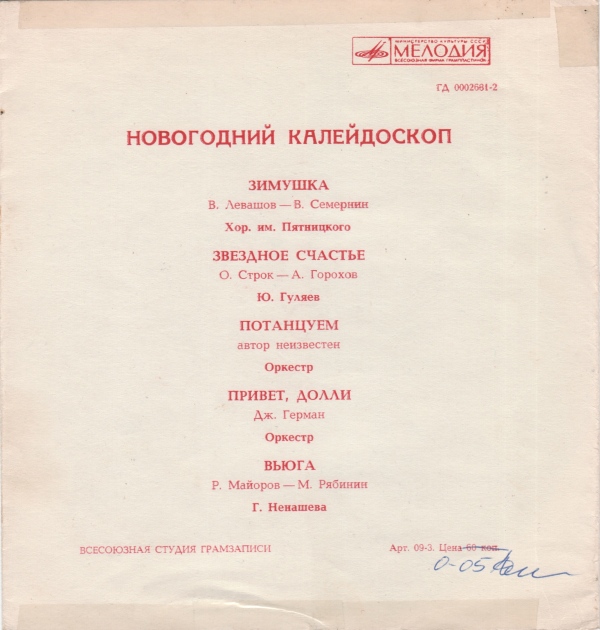 МИНИСТЕРСТВО КУЛЬТУРЫ СССР
МЕЛОДИЯ
ВСЕСОЮЗНАЯ ФИРМА ГРАМПЛАСТИНОК
ГД 0002661-2
НОВОГОДНИЙ КАЛЕЙДОСКОП
ЗИМУШКА
В. Левашов — В. Семернин
Хор. им. Пятницкого
ЗВЕЗДНОЕ СЧАСТЬЕ
О. Строк — А. Горохов
Ю. Гуляев
ПОТАНЦУЕМ
автор неизвестен
Оркестр
ПРИВЕТ, ДОЛЛИ
Дж. Герман
Оркестр
ВЬЮГА
Р. Майоров — М. Рябинин
Г. Ненашева
ВСЕСОЮЗНАЯ СТУДИЯ ГРАМЗАПИСИ
Арт. 09-3. Цена 60 коп.
0-05